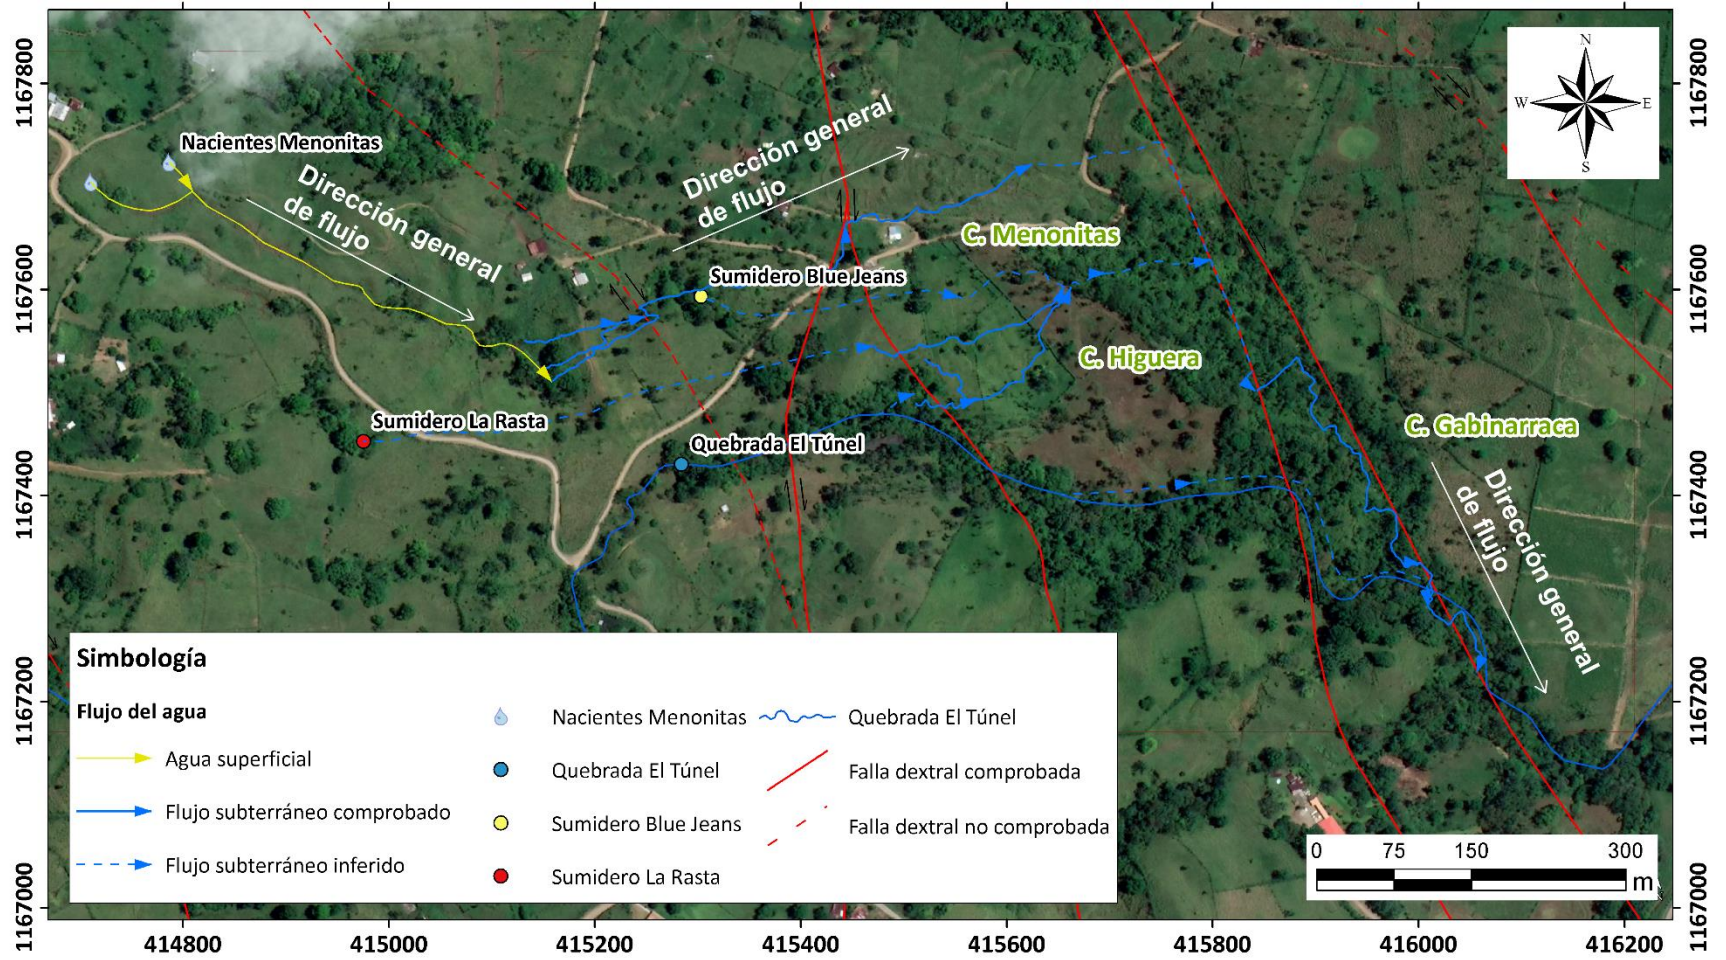 1167800
1167600
1167400
1167200
1167000
1167800
1167600
1167400
1167200
1167000
N
W
E
S
Nacientes Menonitas
Dirección general
de flujo
Dirección general
de flujo
C. Menonitas
Sumidero Blue Jeans
C. Higuera
Sumidero La Rasta
Quebrada El Túnel
C. Gabinarraca
Dirección general
de flujo
Simbología
Flujo del agua
Agua superficial
Flujo subterráneo comprobado
Flujo subterráneo inferido
Nacientes Menonitas
Quebrada El Túnel
Sumidero Blue Jeans
Sumidero La Rasta
Quebrada El Túnel
Falla dextral comprobada
Falla dextral no comprobada
0 75 150 300
m
414800 415000 415200 415400 415600 415800 416000 416200